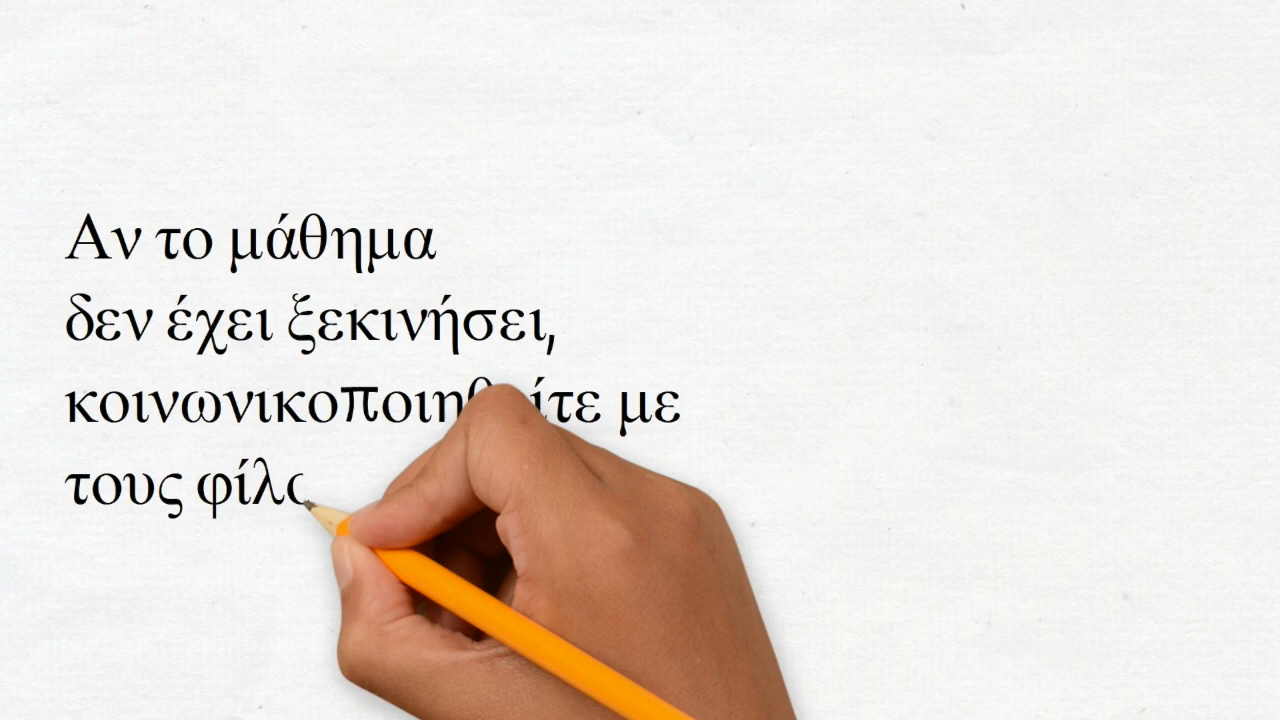 Αν το μάθημα
δεν έχει ξεκινήσει,
με
τους